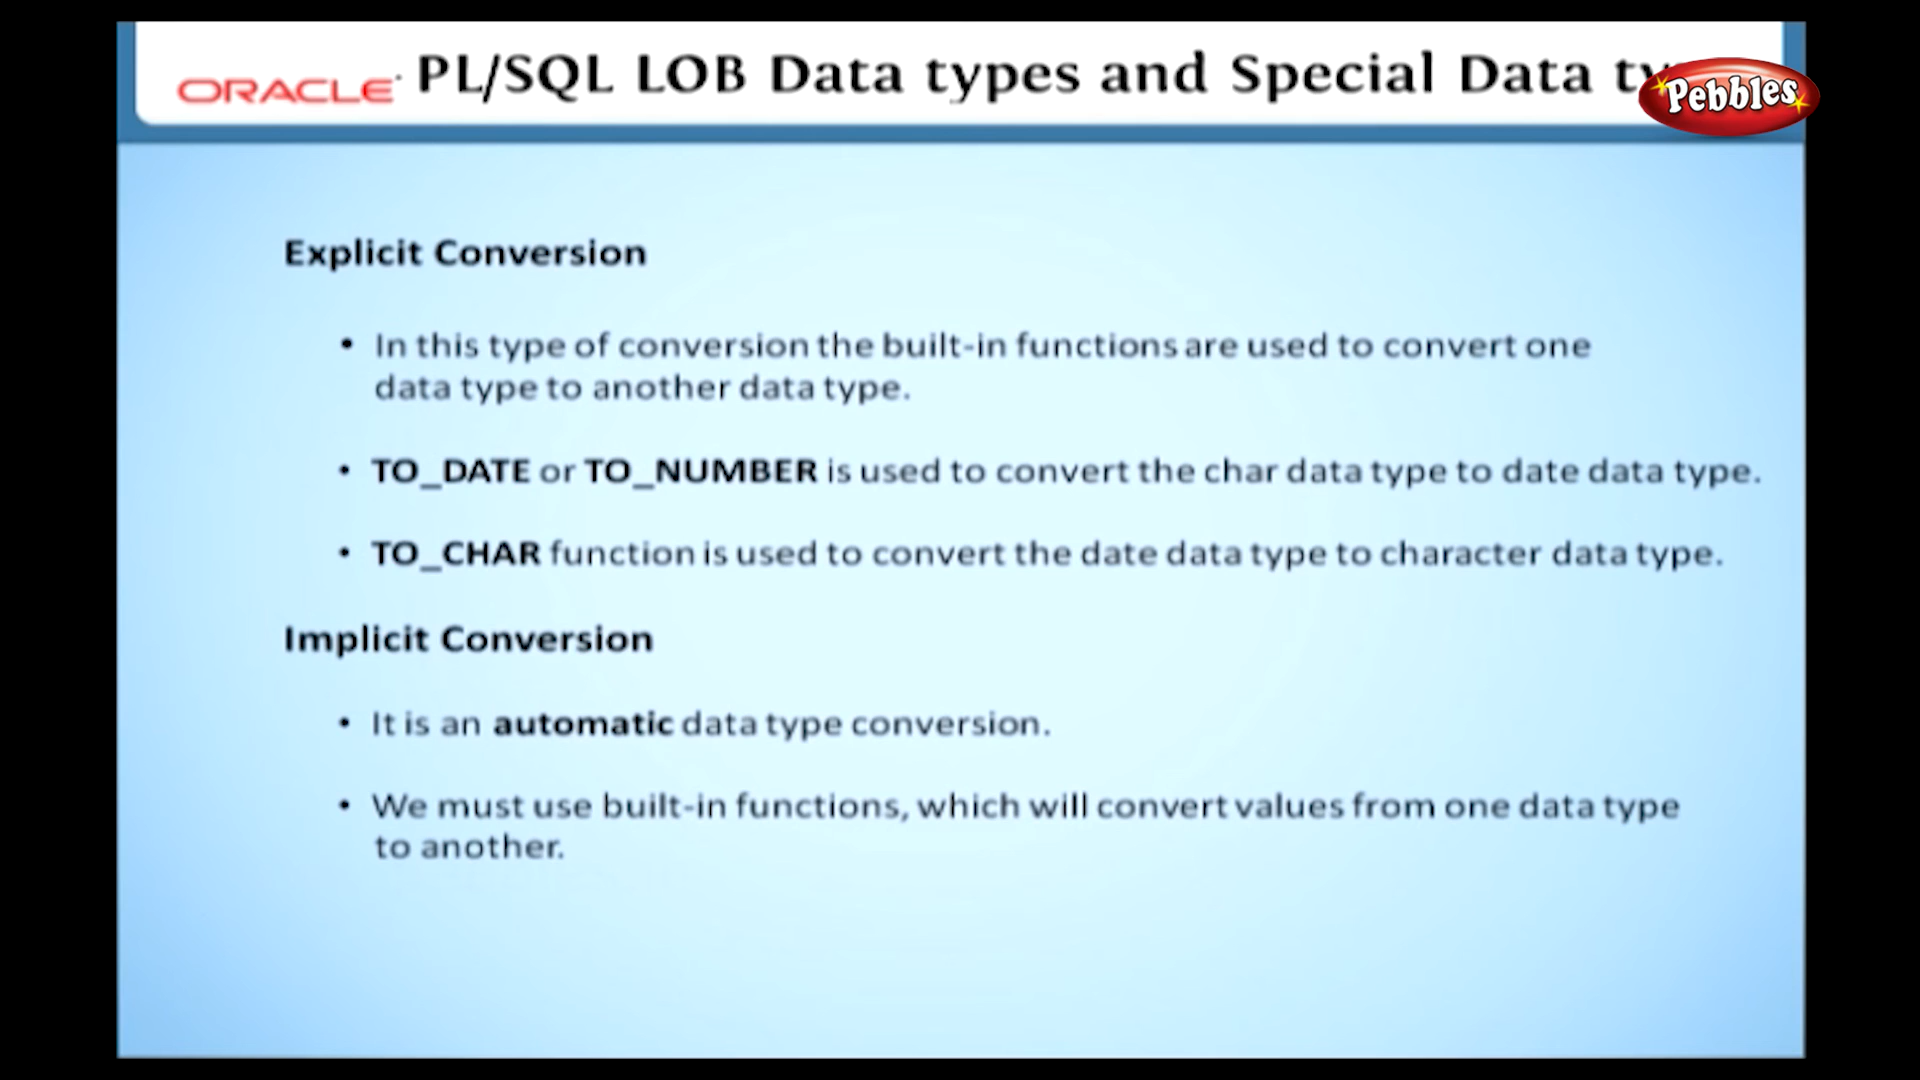 ORACLE PL/SQL LOB Data types and Special Data ty
Pebbles
Explicit Conversion
• In this type of conversion the built-in functions are used to convert one
data type to another data type.
• TO_DATE or TO_NUMBER is used to convert the char data type to date data type.
• TO_CHAR function is used to convert the date data type to character data type.
Implicit Conversion
• It is an automatic data type conversion.
• We must use built-in functions, which will convert values from one data type
to another.